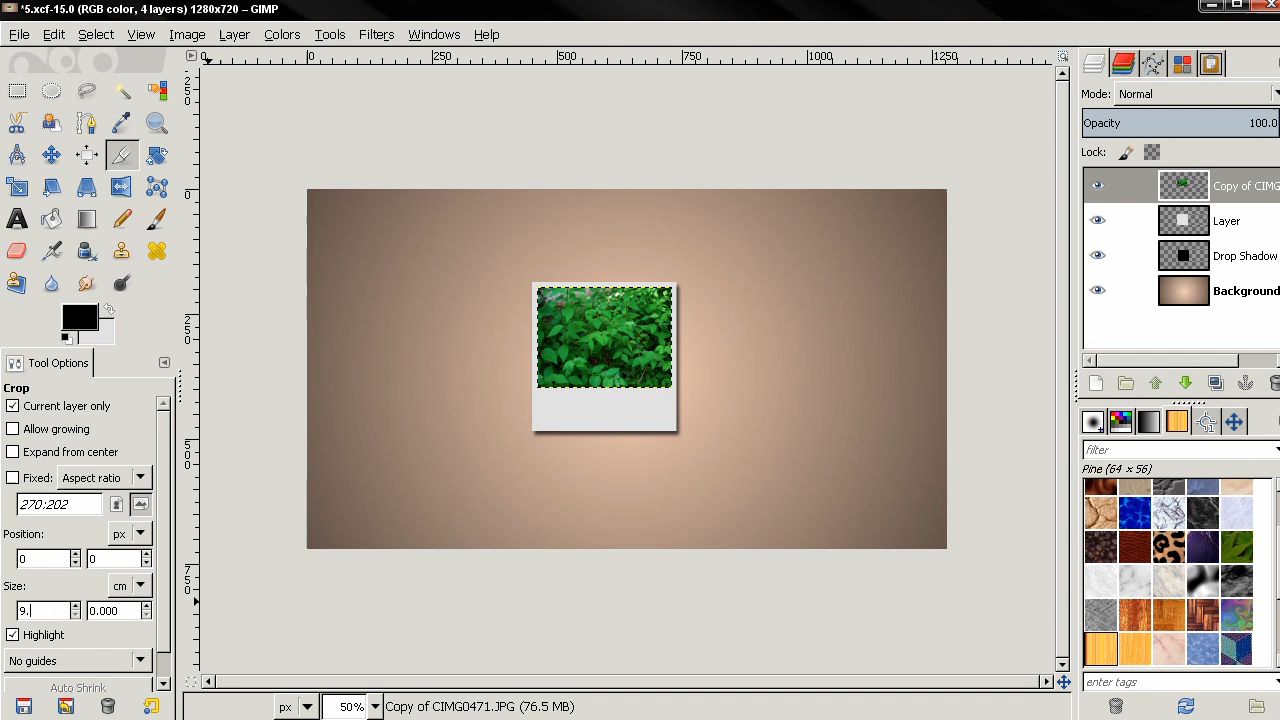 *5.xcf-15.0 (RGB color, 4 layers) 1280x720 – GIMP
File Edit Select View Image Layer Colors Tools Filters Windows Help
0 250 500 750 1000 1250
Mode: Normal
Opacity 100.0
Lock:
Copy of CIMG
Layer
Drop Shadow
Background
Tool Options
Crop
Current layer only
Allow growing
Expand from center
Fixed: Aspect ratio
270:202
Position: px
0 0
Size: cm
9. 0.000
Highlight
No guides
Auto Shrink
filter
Pine (64 × 56)
enter tags
px 50% Copy of CIMG0471.JPG (76.5 MB)